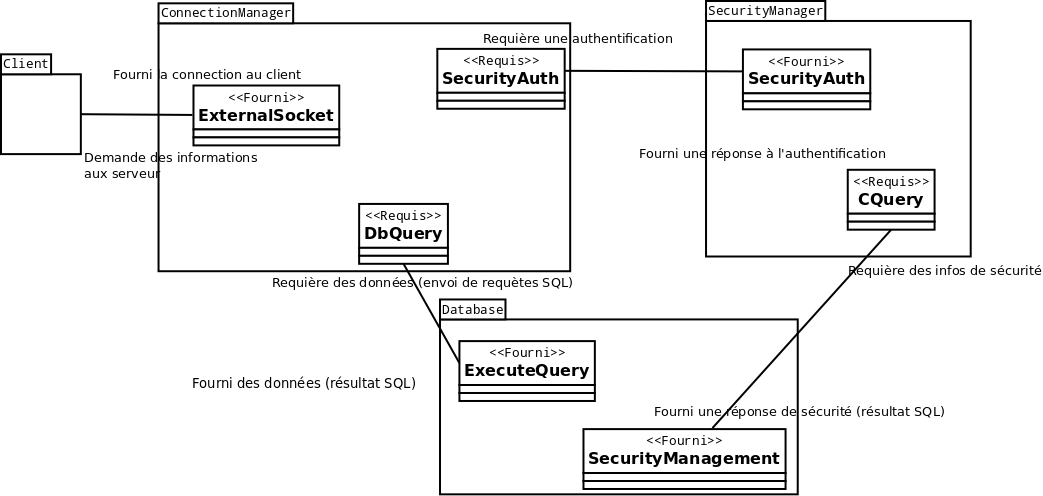 ConnectionManager
SecurityManager
Requière une authentification
Client
<<Requis>>
SecurityAuth
<<Fourni>>
SecurityAuth
Fourni la connection au client
<<Fourni>>
ExternalSocket
Demande des informations
aux serveur
Fourni une réponse à l'authentification
<<Requis>>
CQuery
<<Requis>>
DbQuery
Requière des infos de sécurité
Requière des données (envoi de requètes SQL)
Database
<<Fourni>>
ExecuteQuery
Fourni des données (résultat SQL)
Fourni une réponse de sécurité (résultat SQL)
<<Fourni>>
SecurityManagement